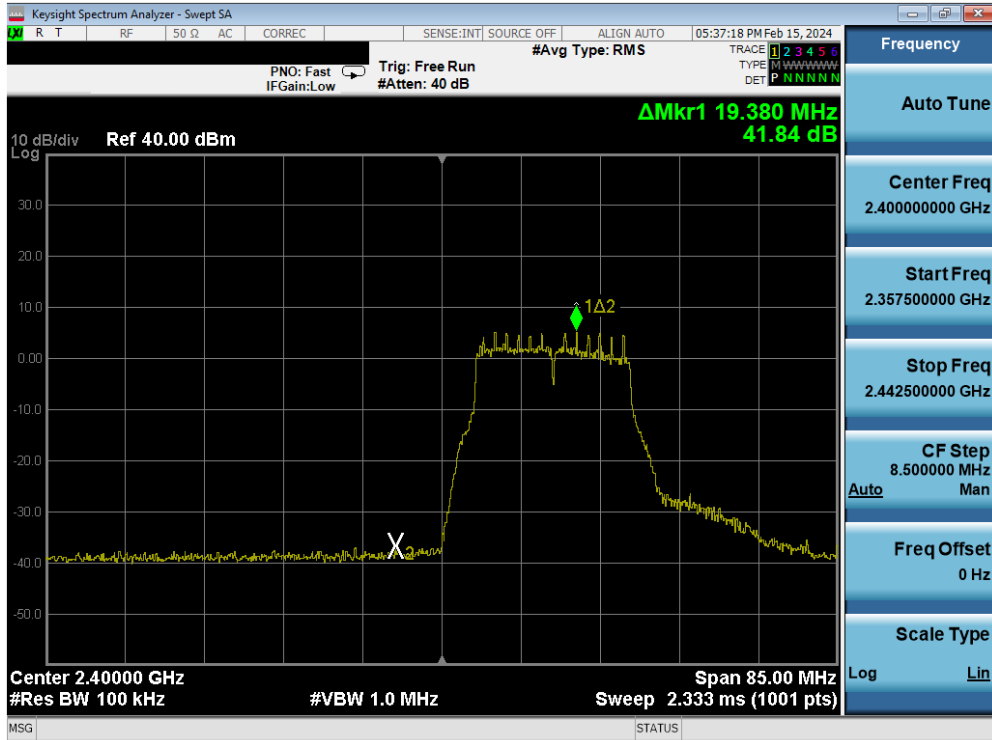 Keysight Spectrum Analyzer - Swept SA
LXI R T RF 50 Ω AC CORREC SENSE:INT SOURCE OFF ALIGN AUTO 05:37:18 PM Feb 15, 2024
#Avg Type: RMS
TRACE 1 2 3 4 5 6
TYPE M WWWWW
DET P N N N N N
PNO: Fast
IFGain:Low
Trig: Free Run
#Atten: 40 dB
ΔMkr1 19.380 MHz
41.84 dB
10 dB/div
Log
Ref 40.00 dBm
30.0
20.0
10.0
0.00
-10.0
-20.0
-30.0
-40.0
-50.0
1Δ2
X2
Center 2.40000 GHz
Span 85.00 MHz
#Res BW 100 kHz
#VBW 1.0 MHz
Sweep 2.333 ms (1001 pts)
MSG
STATUS
Frequency
Auto Tune
Center Freq
2.400000000 GHz
Start Freq
2.357500000 GHz
Stop Freq
2.442500000 GHz
CF Step
8.500000 MHz
Auto Man
Freq Offset
0 Hz
Scale Type
Log Lin